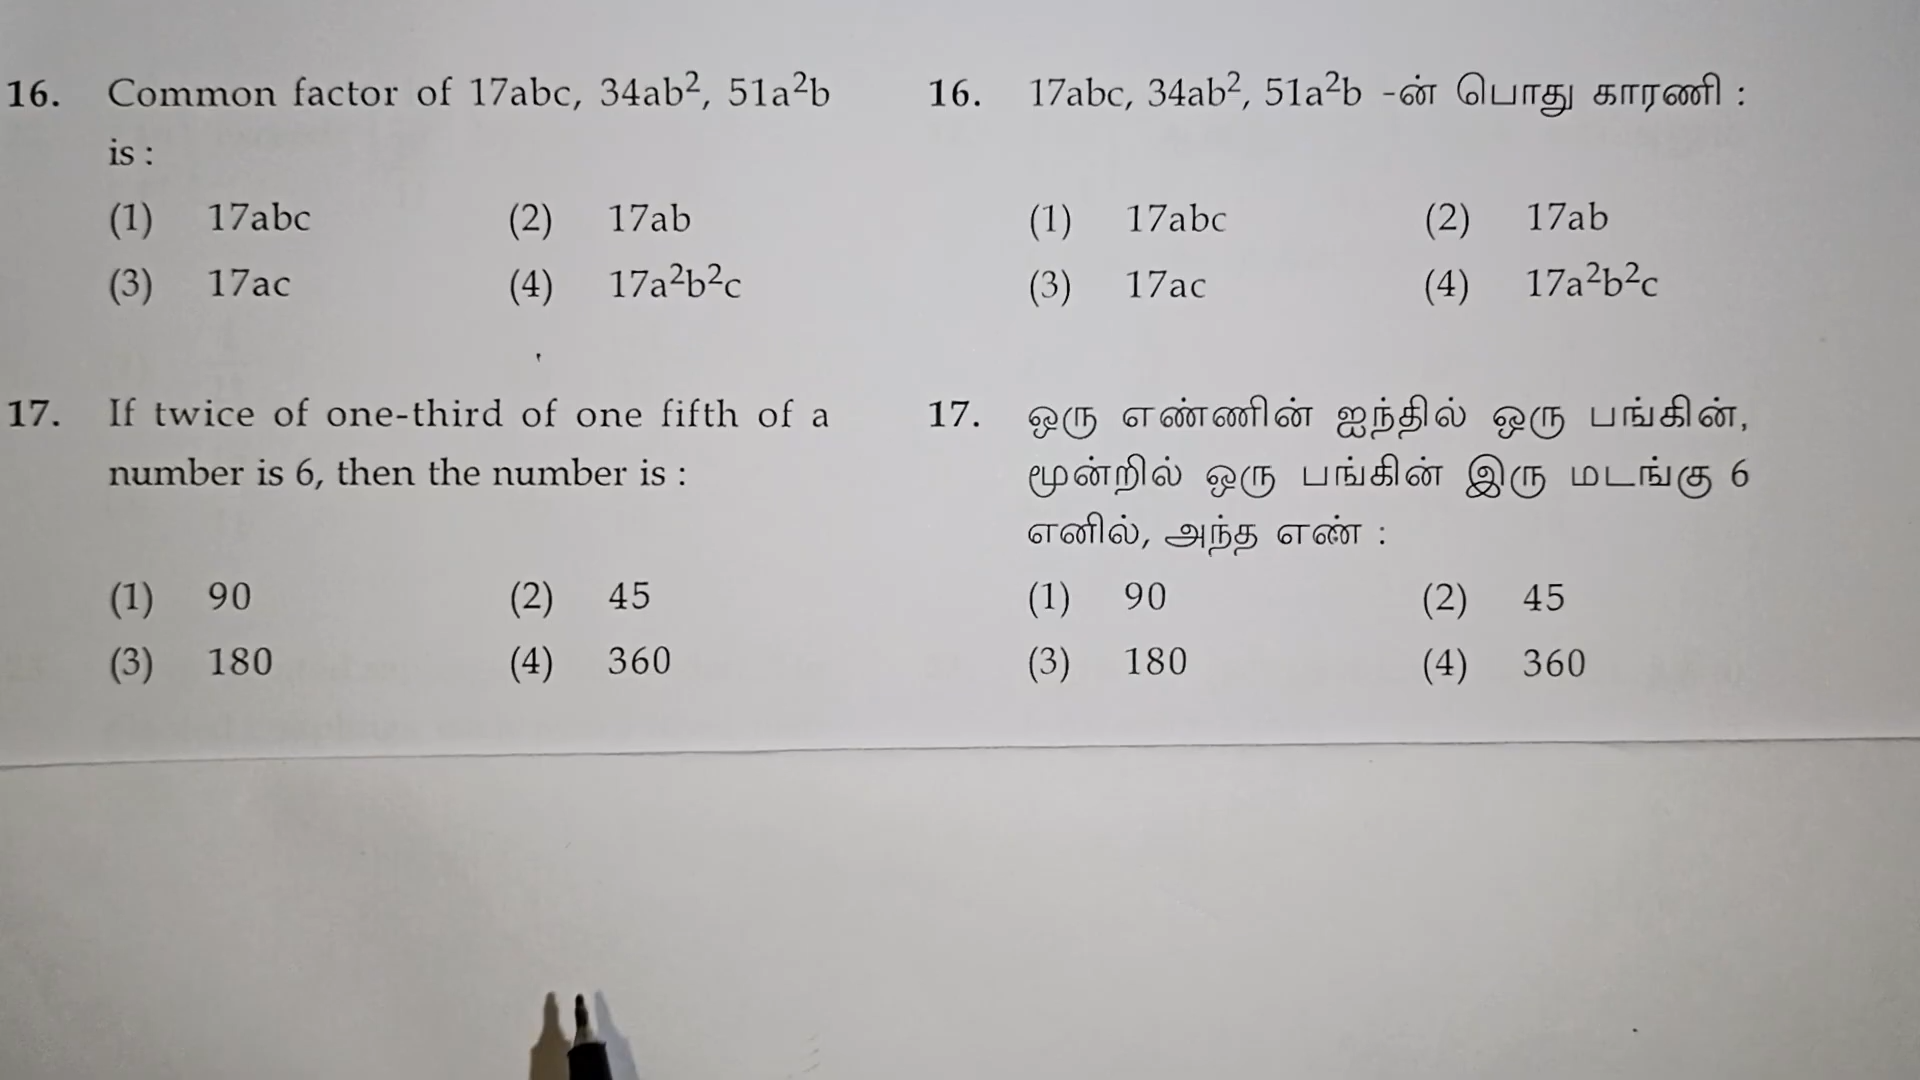 16. Common factor of 17abc, 34ab², 51a²b
is :
(1) 17abc (2) 17ab
(3) 17ac (4) 17a²b²c
17. If twice of one-third of one fifth of a
number is 6, then the number is :
(1) 90 (2) 45
(3) 180 (4) 360
16. 17abc, 34ab², 51a²b -ன் பொது காரணி :
(1) 17abc (2) 17ab
(3) 17ac (4) 17a²b²c
17. ஒரு எண்ணின் ஐந்தில் ஒரு பங்கின்,
மூன்றில் ஒரு பங்கின் இரு மடங்கு 6
எனில், அந்த எண் :
(1) 90 (2) 45
(3) 180 (4) 360